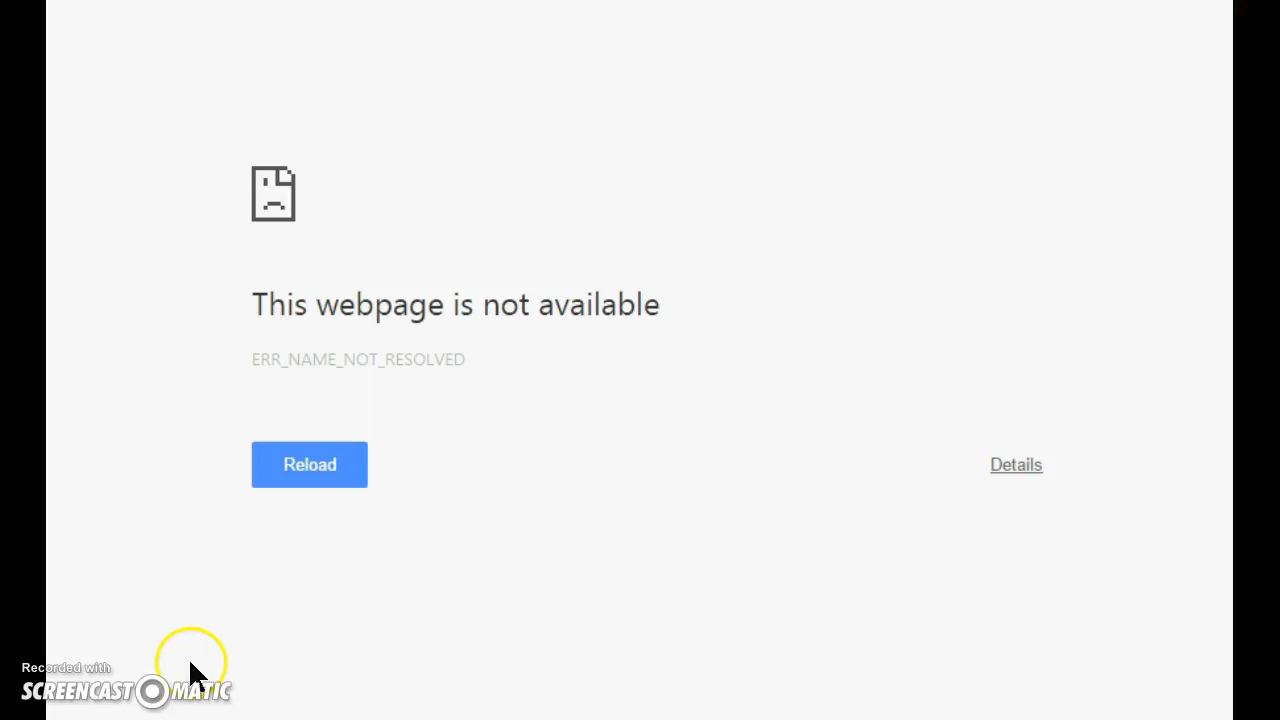 This webpage is not available
ERR_NAME_NOT_RESOLVED
Reload
Details
Recorded with
SCREENCAST MATIC